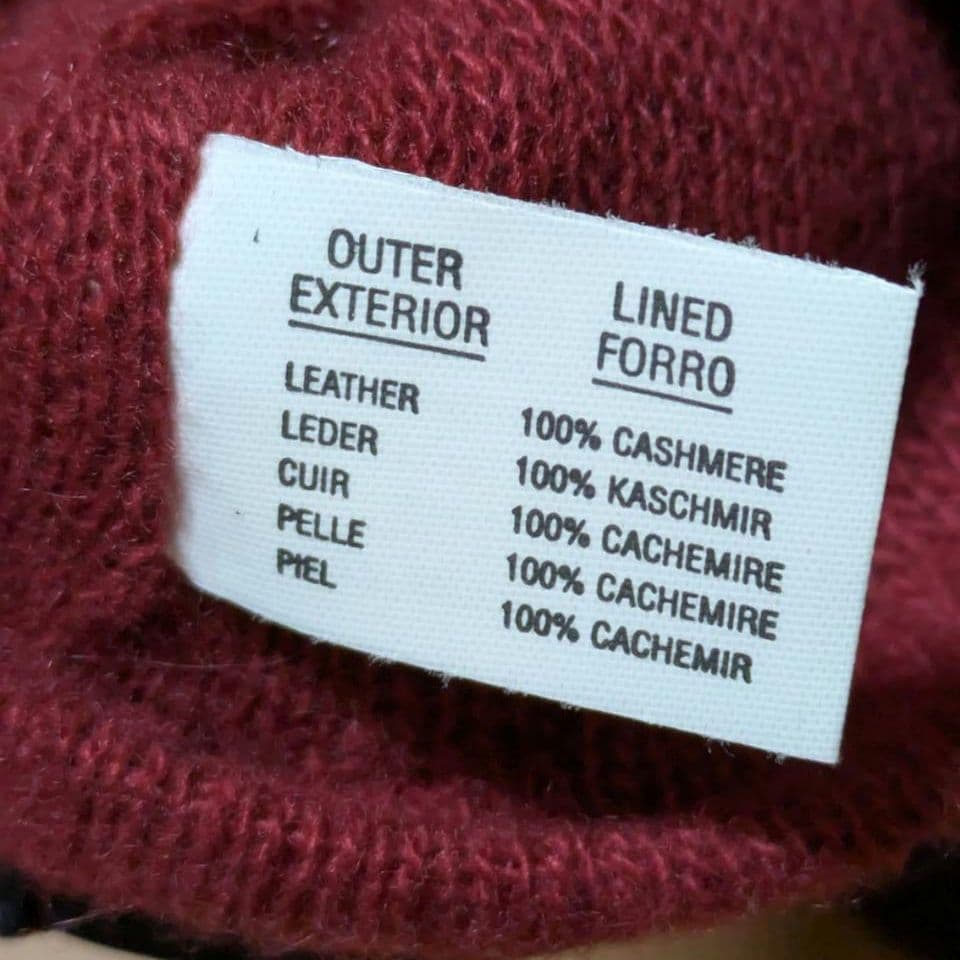 OUTER
EXTERIOR
LEATHER
LEDER
CUIR
PELLE
PIEL
LINED
FORRO
100% CASHMERE
100% KASCHMIR
100% CACHEMIRE
100% CACHEMIRE
100% CACHEMIR